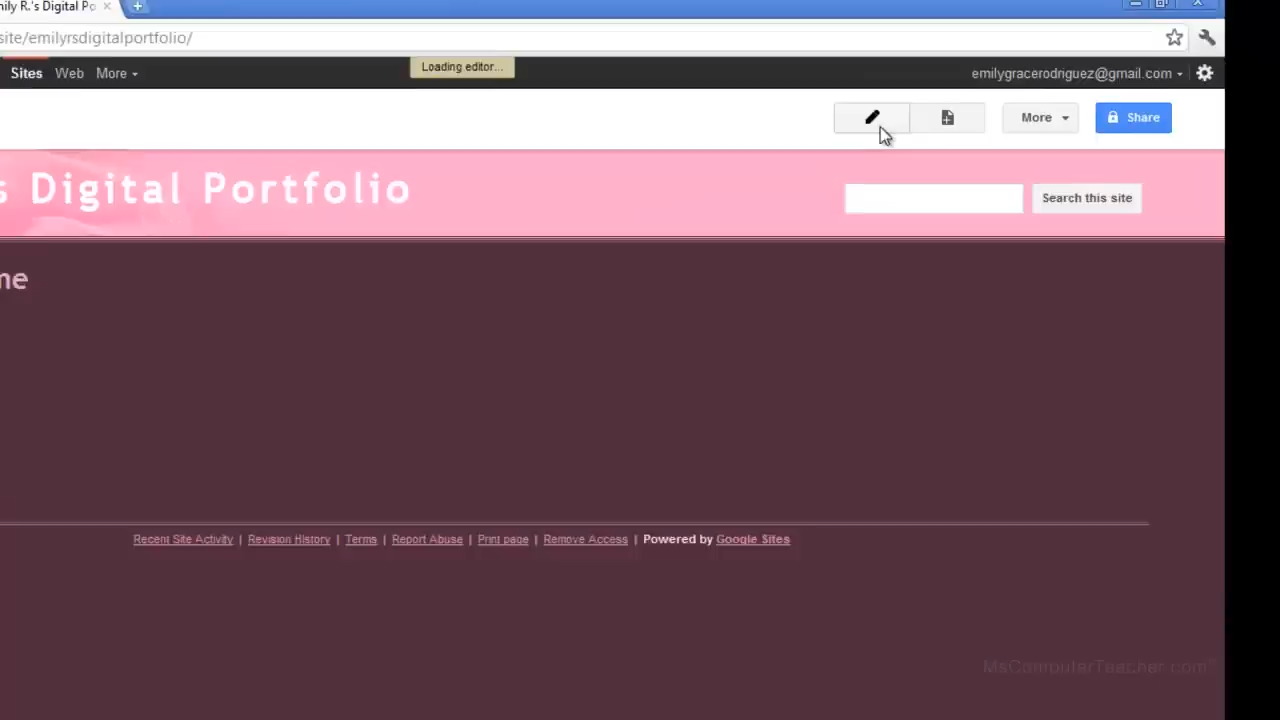 ily R.'s Digital Po
site/emilyrsdigitalportfolio/
Sites Web More
Loading editor...
emilygracerodriguez@gmail.com
More
Share
s Digital Portfolio
Search this site
me
Recent Site Activity | Revision History | Terms | Report Abuse | Print page | Remove Access | Powered by Google Sites
MsComputerTeacher.com